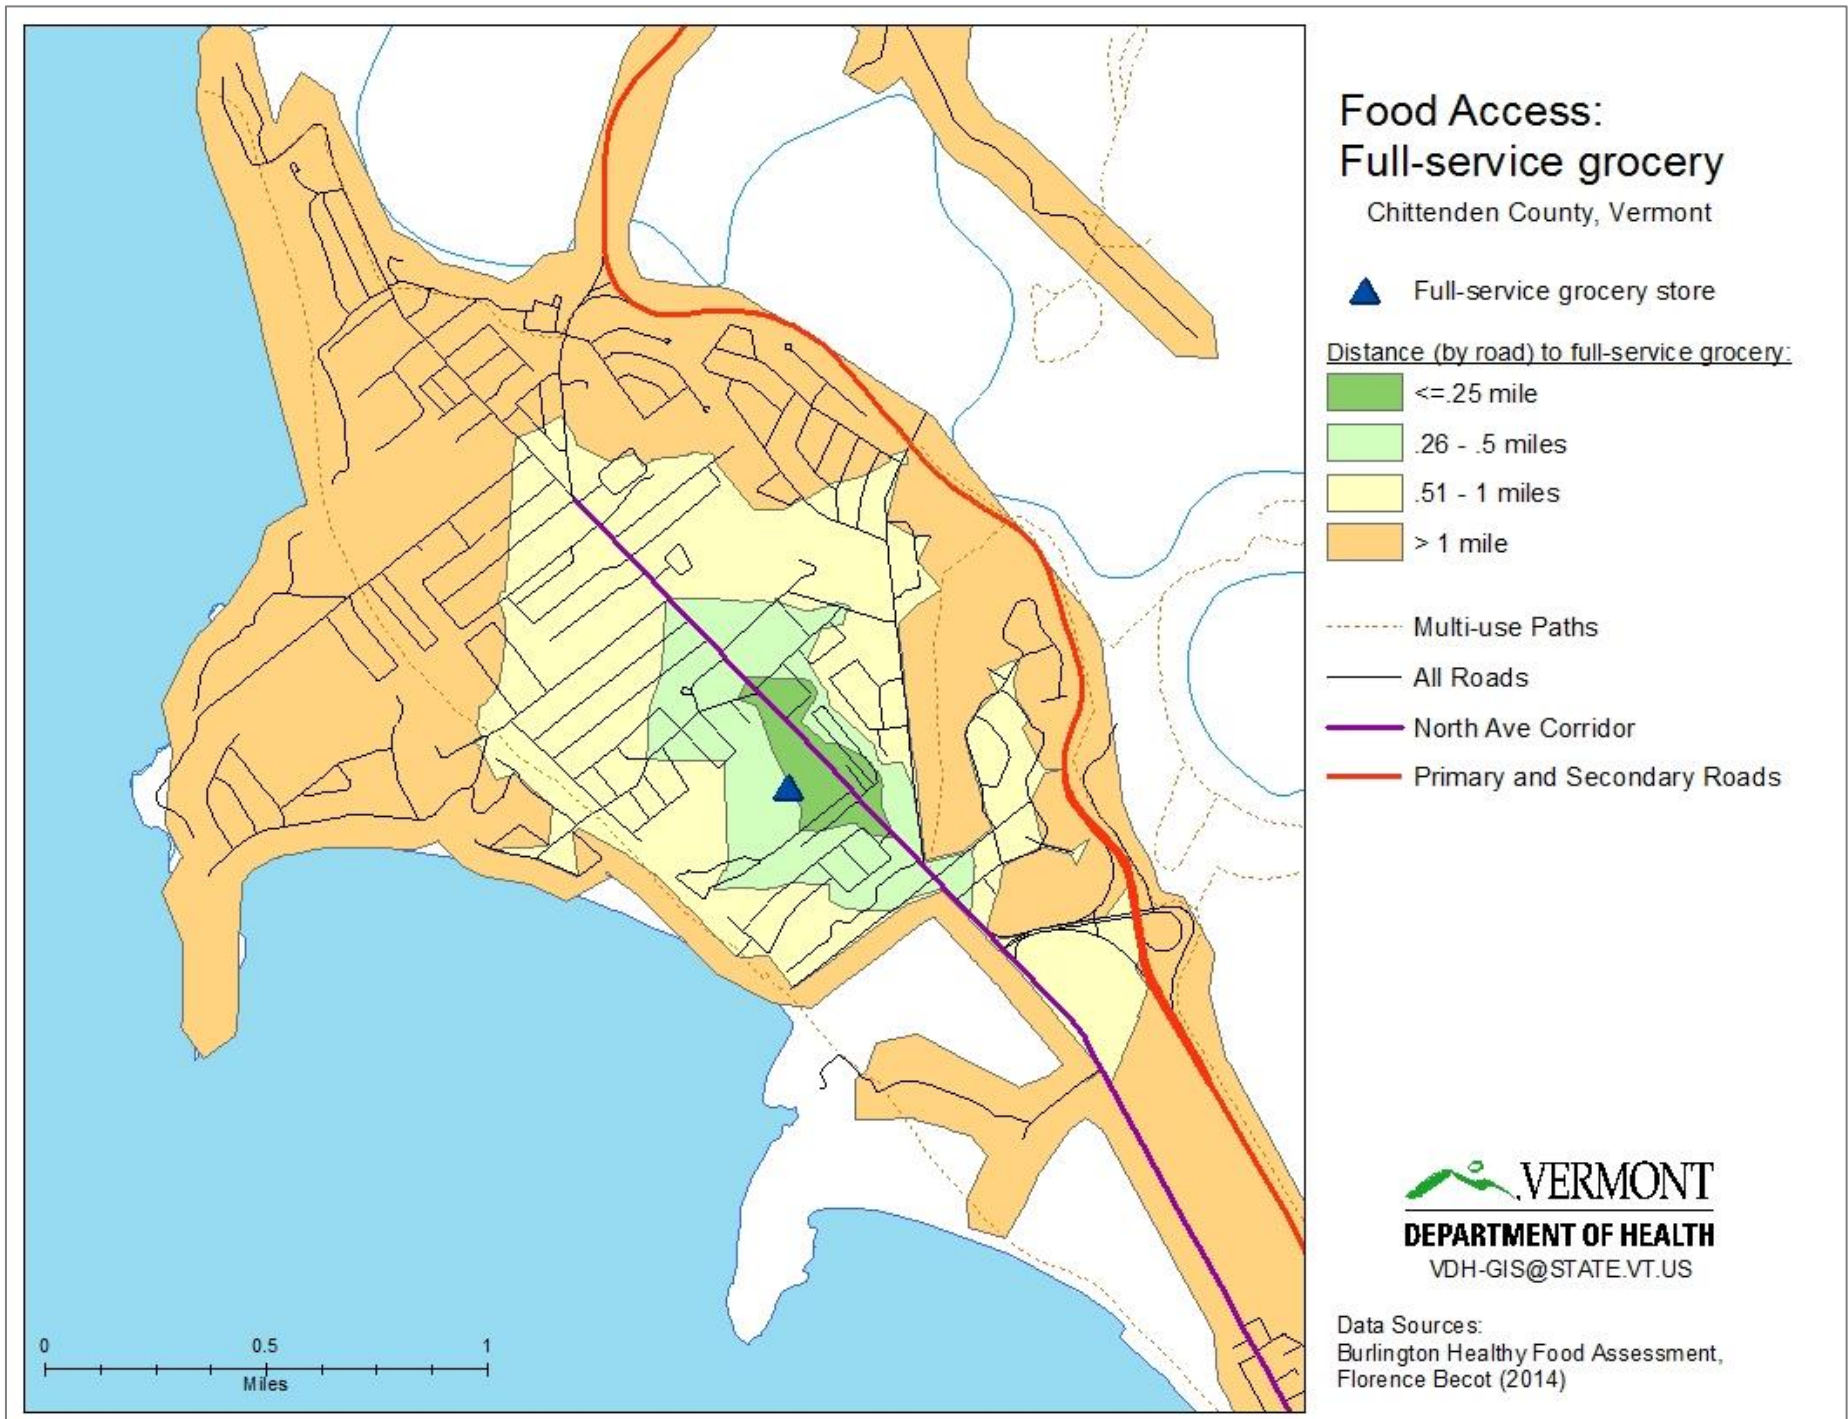 Food Access:
Full-service grocery
Chittenden County, Vermont
Full-service grocery store
Distance (by road) to full-service grocery:
<=.25 mile
.26 - .5 miles
.51 - 1 miles
> 1 mile
Multi-use Paths
All Roads
North Ave Corridor
Primary and Secondary Roads
VERMONT
DEPARTMENT OF HEALTH
VDH-GIS@STATE.VT.US
Data Sources:
Burlington Healthy Food Assessment,
Florence Becot (2014)
0 0.5 1
Miles